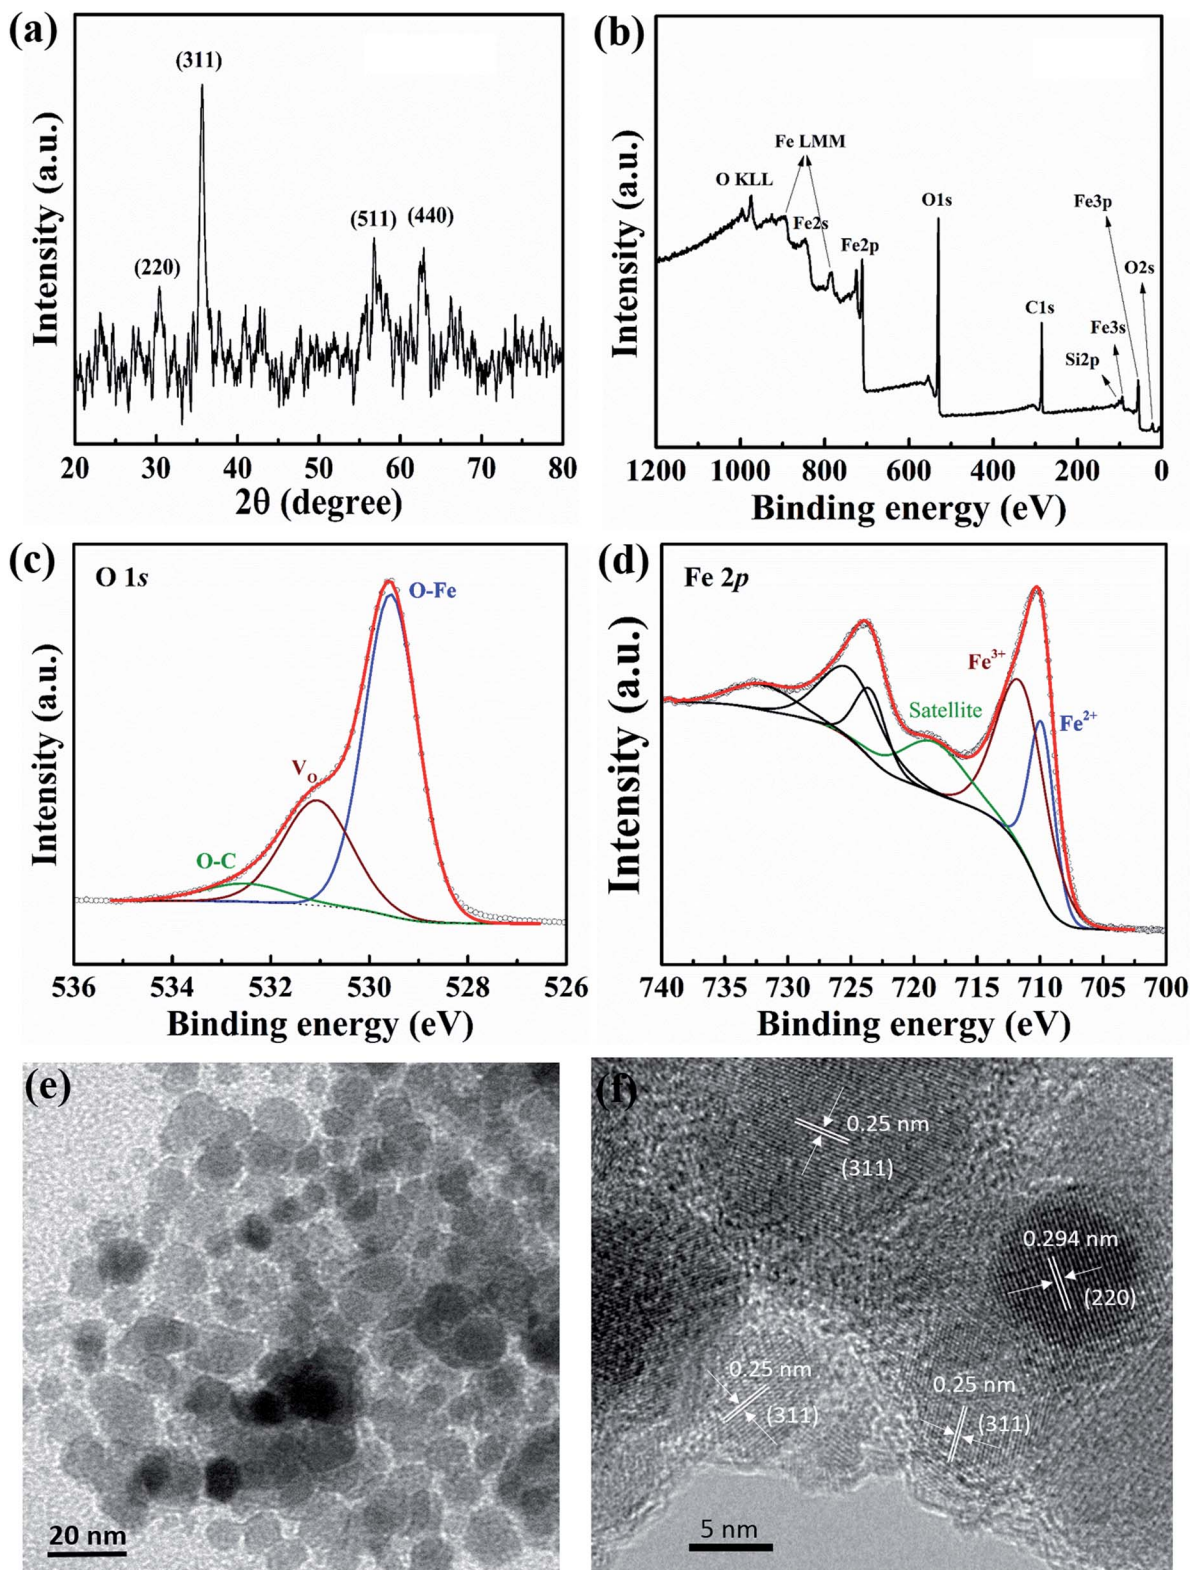 (a)
(311)
(220)
(511)
(440)
Intensity (a.u.)
20 30 40 50 60 70 80
2θ (degree)
(b)
Fe LMM
O KLL
Fe2s
Fe2p
O1s
C1s
Fe3p
O2s
Fe3s
Si2p
Intensity (a.u.)
1200 1000 800 600 400 200 0
Binding energy (eV)
(c)
O 1s
O-Fe
V_O
O-C
Intensity (a.u.)
536 534 532 530 528 526
Binding energy (eV)
(d)
Fe 2p
Fe³⁺
Satellite
Fe²⁺
Intensity (a.u.)
740 735 730 725 720 715 710 705 700
Binding energy (eV)
(e)
20 nm
(f)
0.25 nm
(311)
0.294 nm
(220)
0.25 nm
(311)
0.25 nm
(311)
5 nm